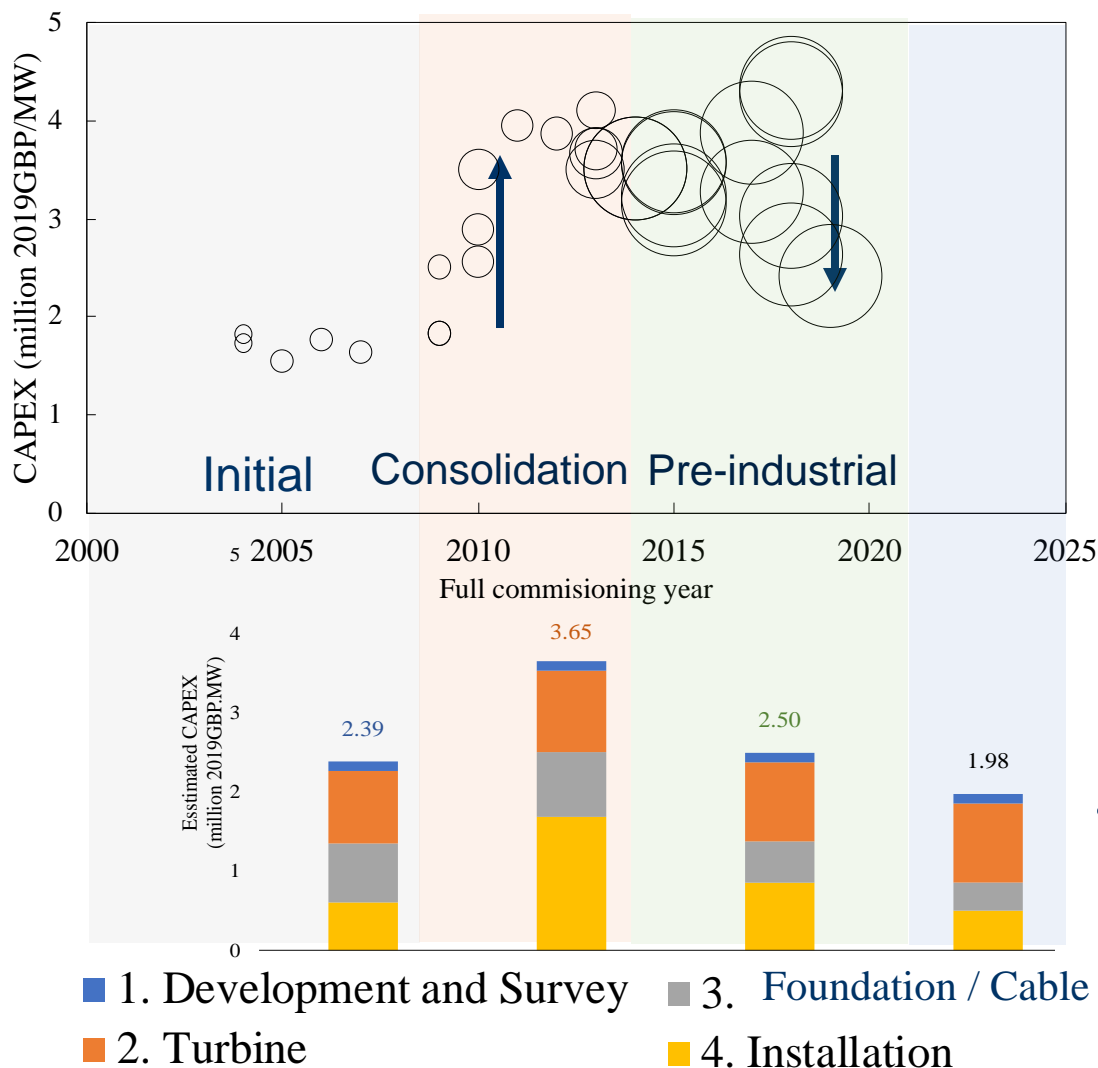 CAPEX (million 2019GBP/MW)
5
4
3
2
1
0
Initial
Consolidation
Pre-industrial
2000
2005
2010
2015
2020
2025
Full commisioning year
Esstimated CAPEX
(million 2019GBP.MW)
5
4
3
2
1
0
2.39
3.65
2.50
1.98
1. Development and Survey
2. Turbine
3. Foundation / Cable
4. Installation